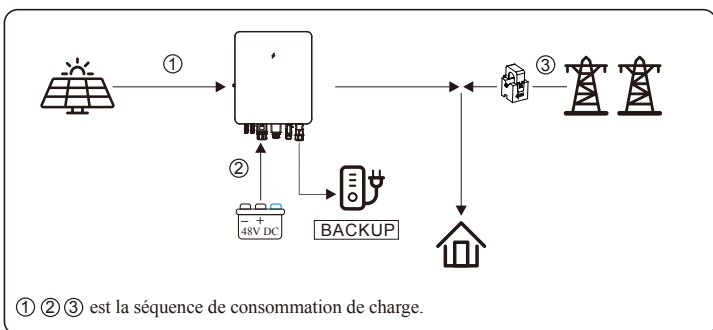 ①
③
②
− +
48V DC
BACKUP
① ② ③ est la séquence de consommation de charge.